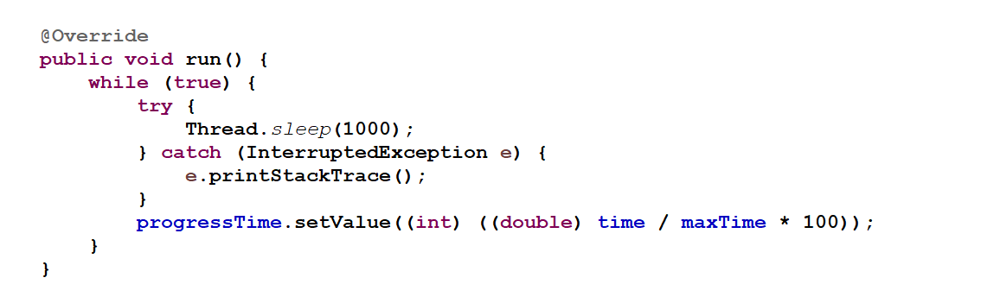 @Override
public void run() {
    while (true) {
        try {
            Thread.sleep(1000);
        } catch (InterruptedException e) {
            e.printStackTrace();
        }
        progressTime.setValue((int) ((double) time / maxTime * 100));
    }
}